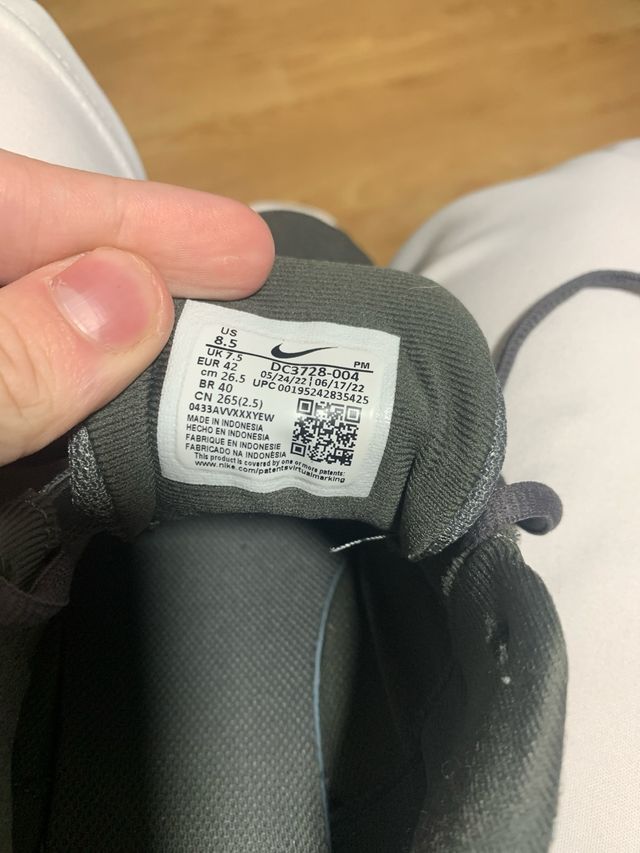 US
8.5
UK 7.5
EUR 42
cm 26.5
BR 40
CN 265(2.5)
0433AVVXXXYEW
PM
DC3728-004
05/24/22 | 06/17/22
UPC 00195242835425
MADE IN INDONESIA
HECHO EN INDONESIA
FABRIQUE EN INDONESIE
FABRICADO NA INDONÉSIA
This product is covered by one or more patents:
www.nike.com/patentsvirtualmarking